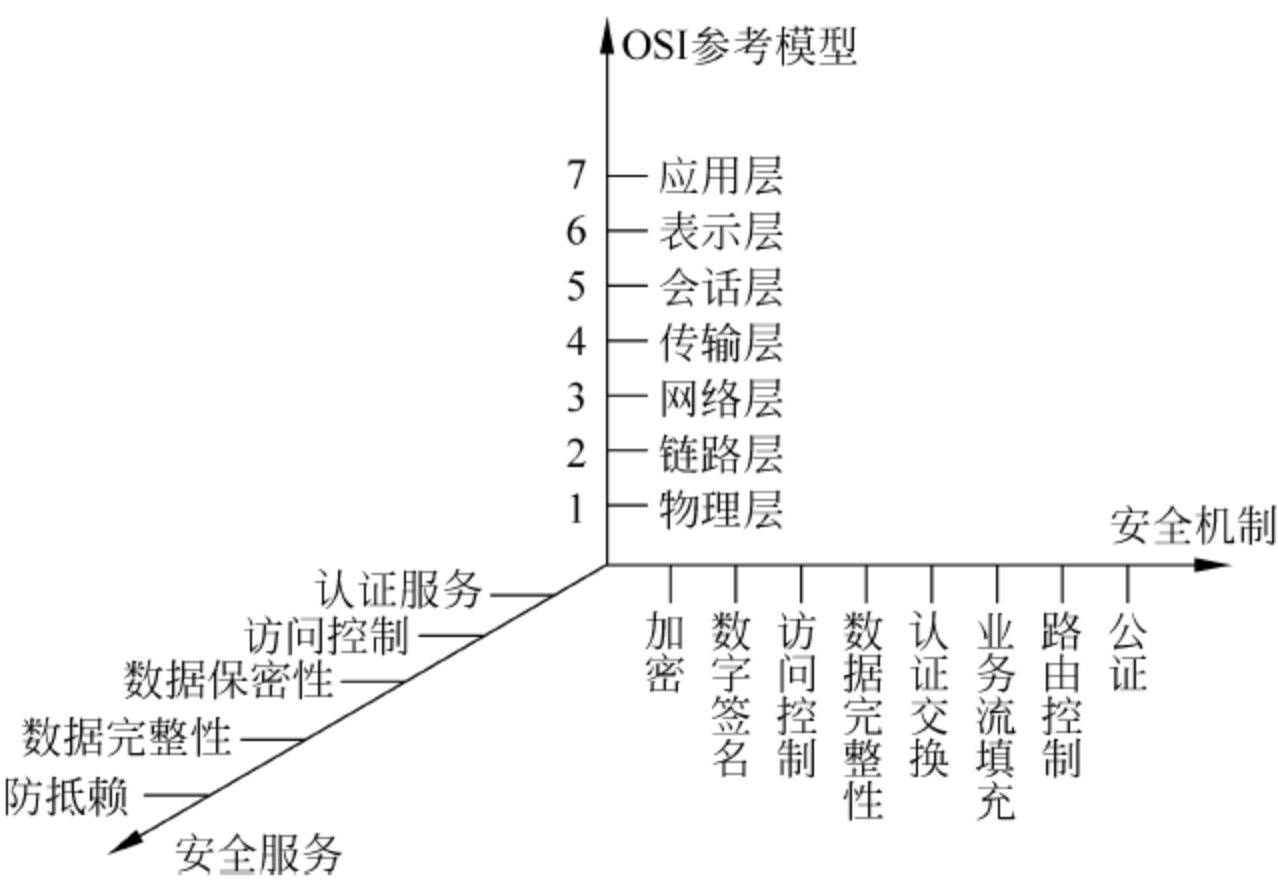 OSI参考模型
7 应用层
6 表示层
5 会话层
4 传输层
3 网络层
2 链路层
1 物理层
安全机制
加密
数字签名
访问控制
数据完整性
认证交换
业务流填充
路由控制
公证
认证服务
访问控制
数据保密性
数据完整性
防抵赖
安全服务